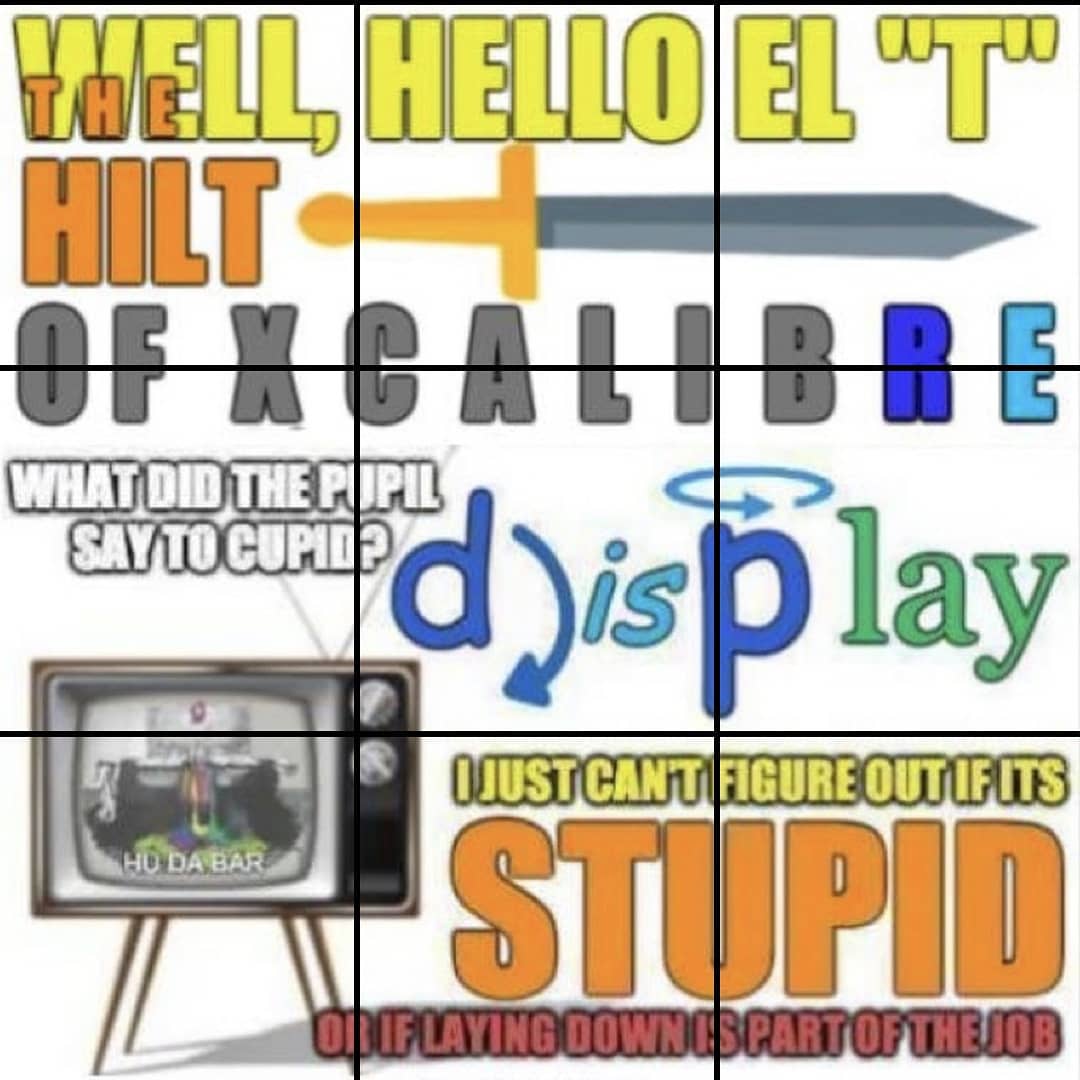 WELL, HELLO EL "T"
THE
HILT
OF XCALIBRE
WHAT DID THE PUPIL
SAY TO CUPID?
display
HU DA BAR
I JUST CAN'T FIGURE OUT IF ITS
STUPID
OR IF LAYING DOWN IS PART OF THE JOB